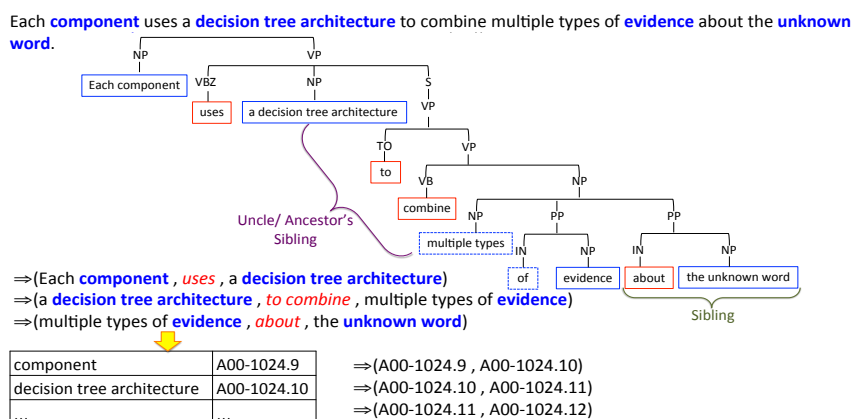 Each component uses a decision tree architecture to combine multiple types of evidence about the unknown
word.
NP VP
Each component VBZ NP S
uses a decision tree architecture VP
TO VP
to
VB NP
combine
NP PP PP
Uncle/ Ancestor's
Sibling
multiple types IN NP IN NP
of evidence about the unknown word
Sibling
⇒(Each component , uses , a decision tree architecture)
⇒(a decision tree architecture , to combine , multiple types of evidence)
⇒(multiple types of evidence , about , the unknown word)
component A00-1024.9 ⇒(A00-1024.9 , A00-1024.10)
decision tree architecture A00-1024.10 ⇒(A00-1024.10 , A00-1024.11)
... ... ⇒(A00-1024.11 , A00-1024.12)